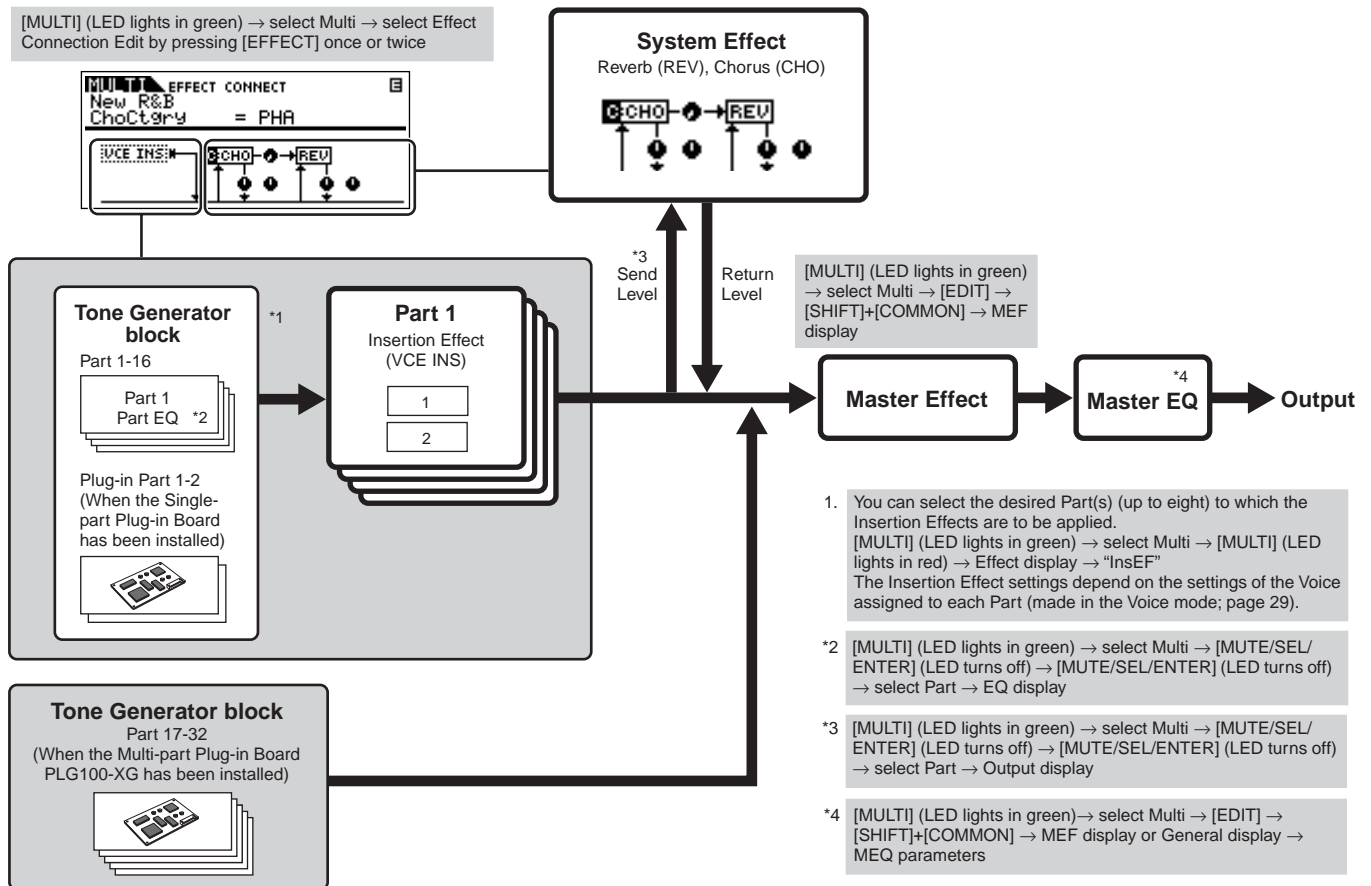 [MULTI] (LED lights in green) → select Multi → select Effect
Connection Edit by pressing [EFFECT] once or twice
MULTI EFFECT CONNECT E
New R&B
ChoCtgry = PHA
VCE INS
C:CHO REV
System Effect
Reverb (REV), Chorus (CHO)
C:CHO REV
*3
Send
Level
Return
Level
[MULTI] (LED lights in green)
→ select Multi → [EDIT] →
[SHIFT]+[COMMON] → MEF
display
Tone Generator
block
Part 1-16
Part 1
Part EQ *2
Plug-in Part 1-2
(When the Single-
part Plug-in Board
has been installed)
*1
Part 1
Insertion Effect
(VCE INS)
1
2
Master Effect
*4
Master EQ
Output
1. You can select the desired Part(s) (up to eight) to which the
Insertion Effects are to be applied.
[MULTI] (LED lights in green) → select Multi → [MULTI] (LED
lights in red) → Effect display → “InsEF”
The Insertion Effect settings depend on the settings of the Voice
assigned to each Part (made in the Voice mode; page 29).
*2 [MULTI] (LED lights in green) → select Multi → [MUTE/SEL/
ENTER] (LED turns off) → [MUTE/SEL/ENTER] (LED turns off)
→ select Part → EQ display
*3 [MULTI] (LED lights in green) → select Multi → [MUTE/SEL/
ENTER] (LED turns off) → [MUTE/SEL/ENTER] (LED turns off)
→ select Part → Output display
*4 [MULTI] (LED lights in green)→ select Multi → [EDIT] →
[SHIFT]+[COMMON] → MEF display or General display →
MEQ parameters
Tone Generator block
Part 17-32
(When the Multi-part Plug-in Board
PLG100-XG has been installed)